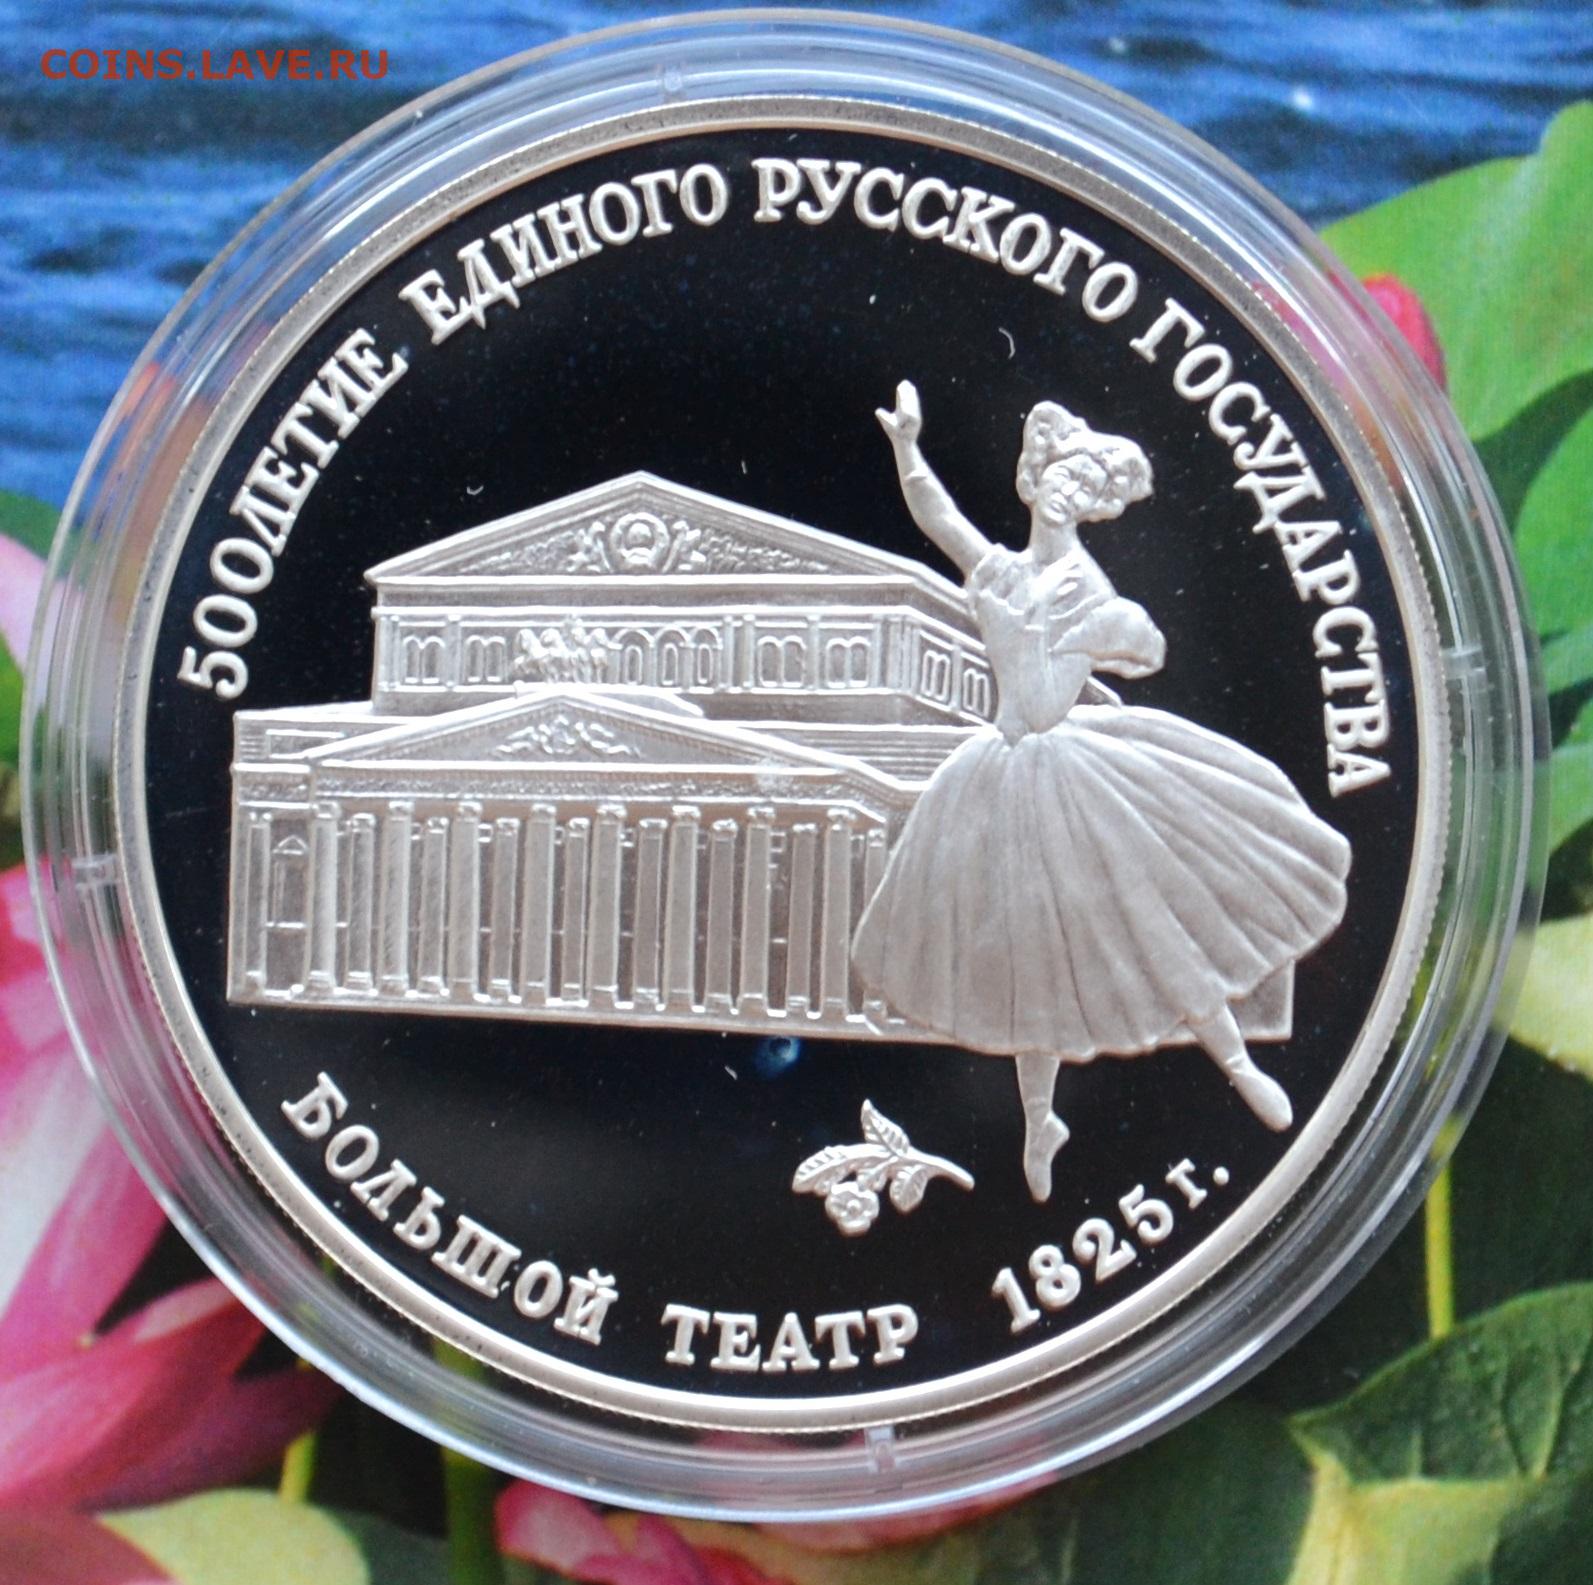 COINS.LAVE.RU
500ЛЕТИЕ ЕДИНОГО РУССКОГО ГОСУДАРСТВА
БОЛЬШОЙ ТЕАТР 1825 г.